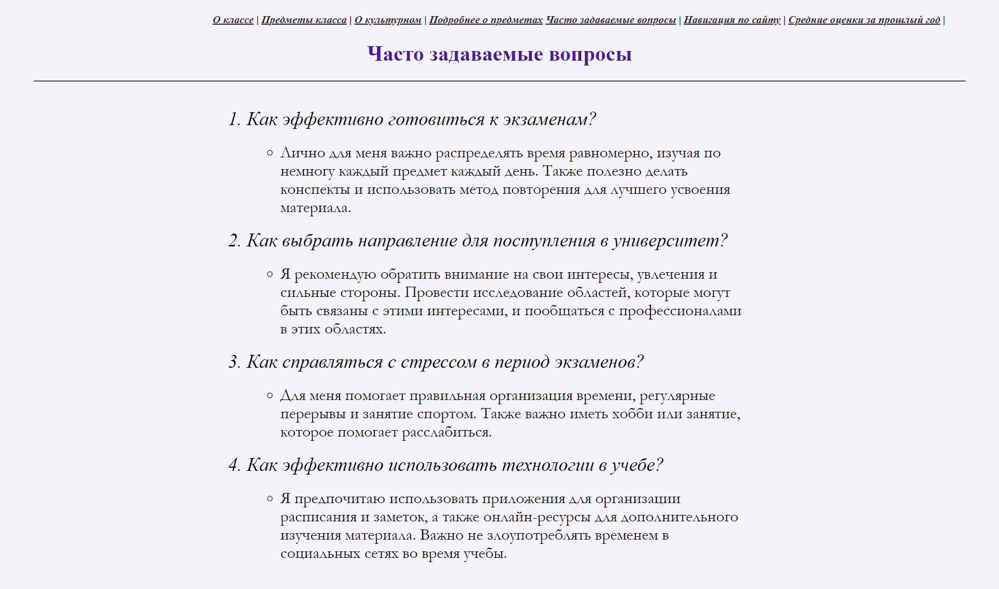 О классе | Предметы класса | О культурном | Подробнее о предметах Часто задаваемые вопросы | Навигация по сайту | Средние оценки за прошлый год |
Часто задаваемые вопросы
1. Как эффективно готовиться к экзаменам?
Лично для меня важно распределять время равномерно, изучая по
немногу каждый предмет каждый день. Также полезно делать
конспекты и использовать метод повторения для лучшего усвоения
материала.
2. Как выбрать направление для поступления в университет?
Я рекомендую обратить внимание на свои интересы, увлечения и
сильные стороны. Провести исследование областей, которые могут
быть связаны с этими интересами, и пообщаться с профессионалами
в этих областях.
3. Как справляться с стрессом в период экзаменов?
Для меня помогает правильная организация времени, регулярные
перерывы и занятие спортом. Также важно иметь хобби или занятие,
которое помогает расслабиться.
4. Как эффективно использовать технологии в учебе?
Я предпочитаю использовать приложения для организации
расписания и заметок, а также онлайн-ресурсы для дополнительного
изучения материала. Важно не злоупотреблять временем в
социальных сетях во время учебы.